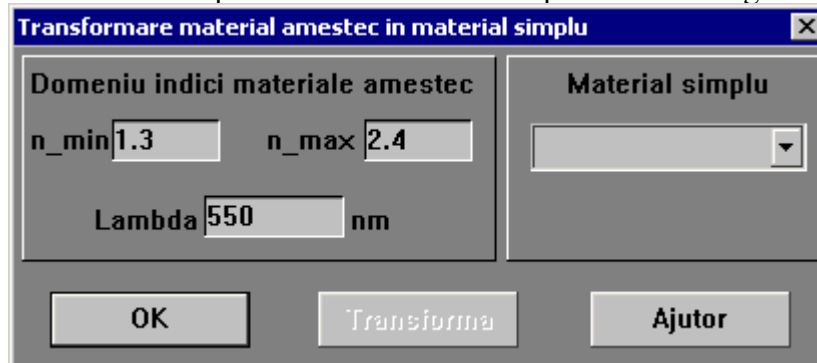 Transformare material amestec in material simplu
Domeniu indici materiale amestec
n_min 1.3 n_max 2.4
Lambda 550 nm
Material simplu
OK Transforma Ajutor